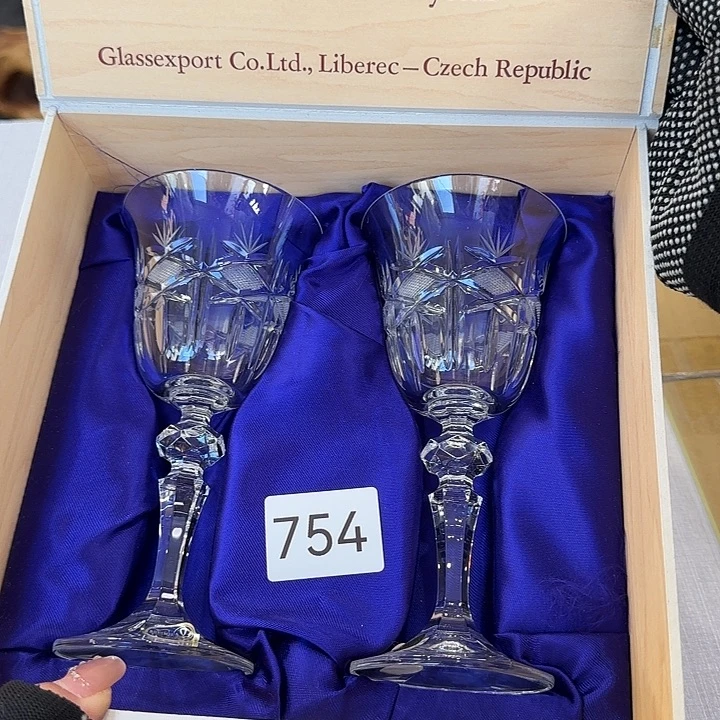 Glassexport Co.Ltd., Liberec – Czech Republic
754